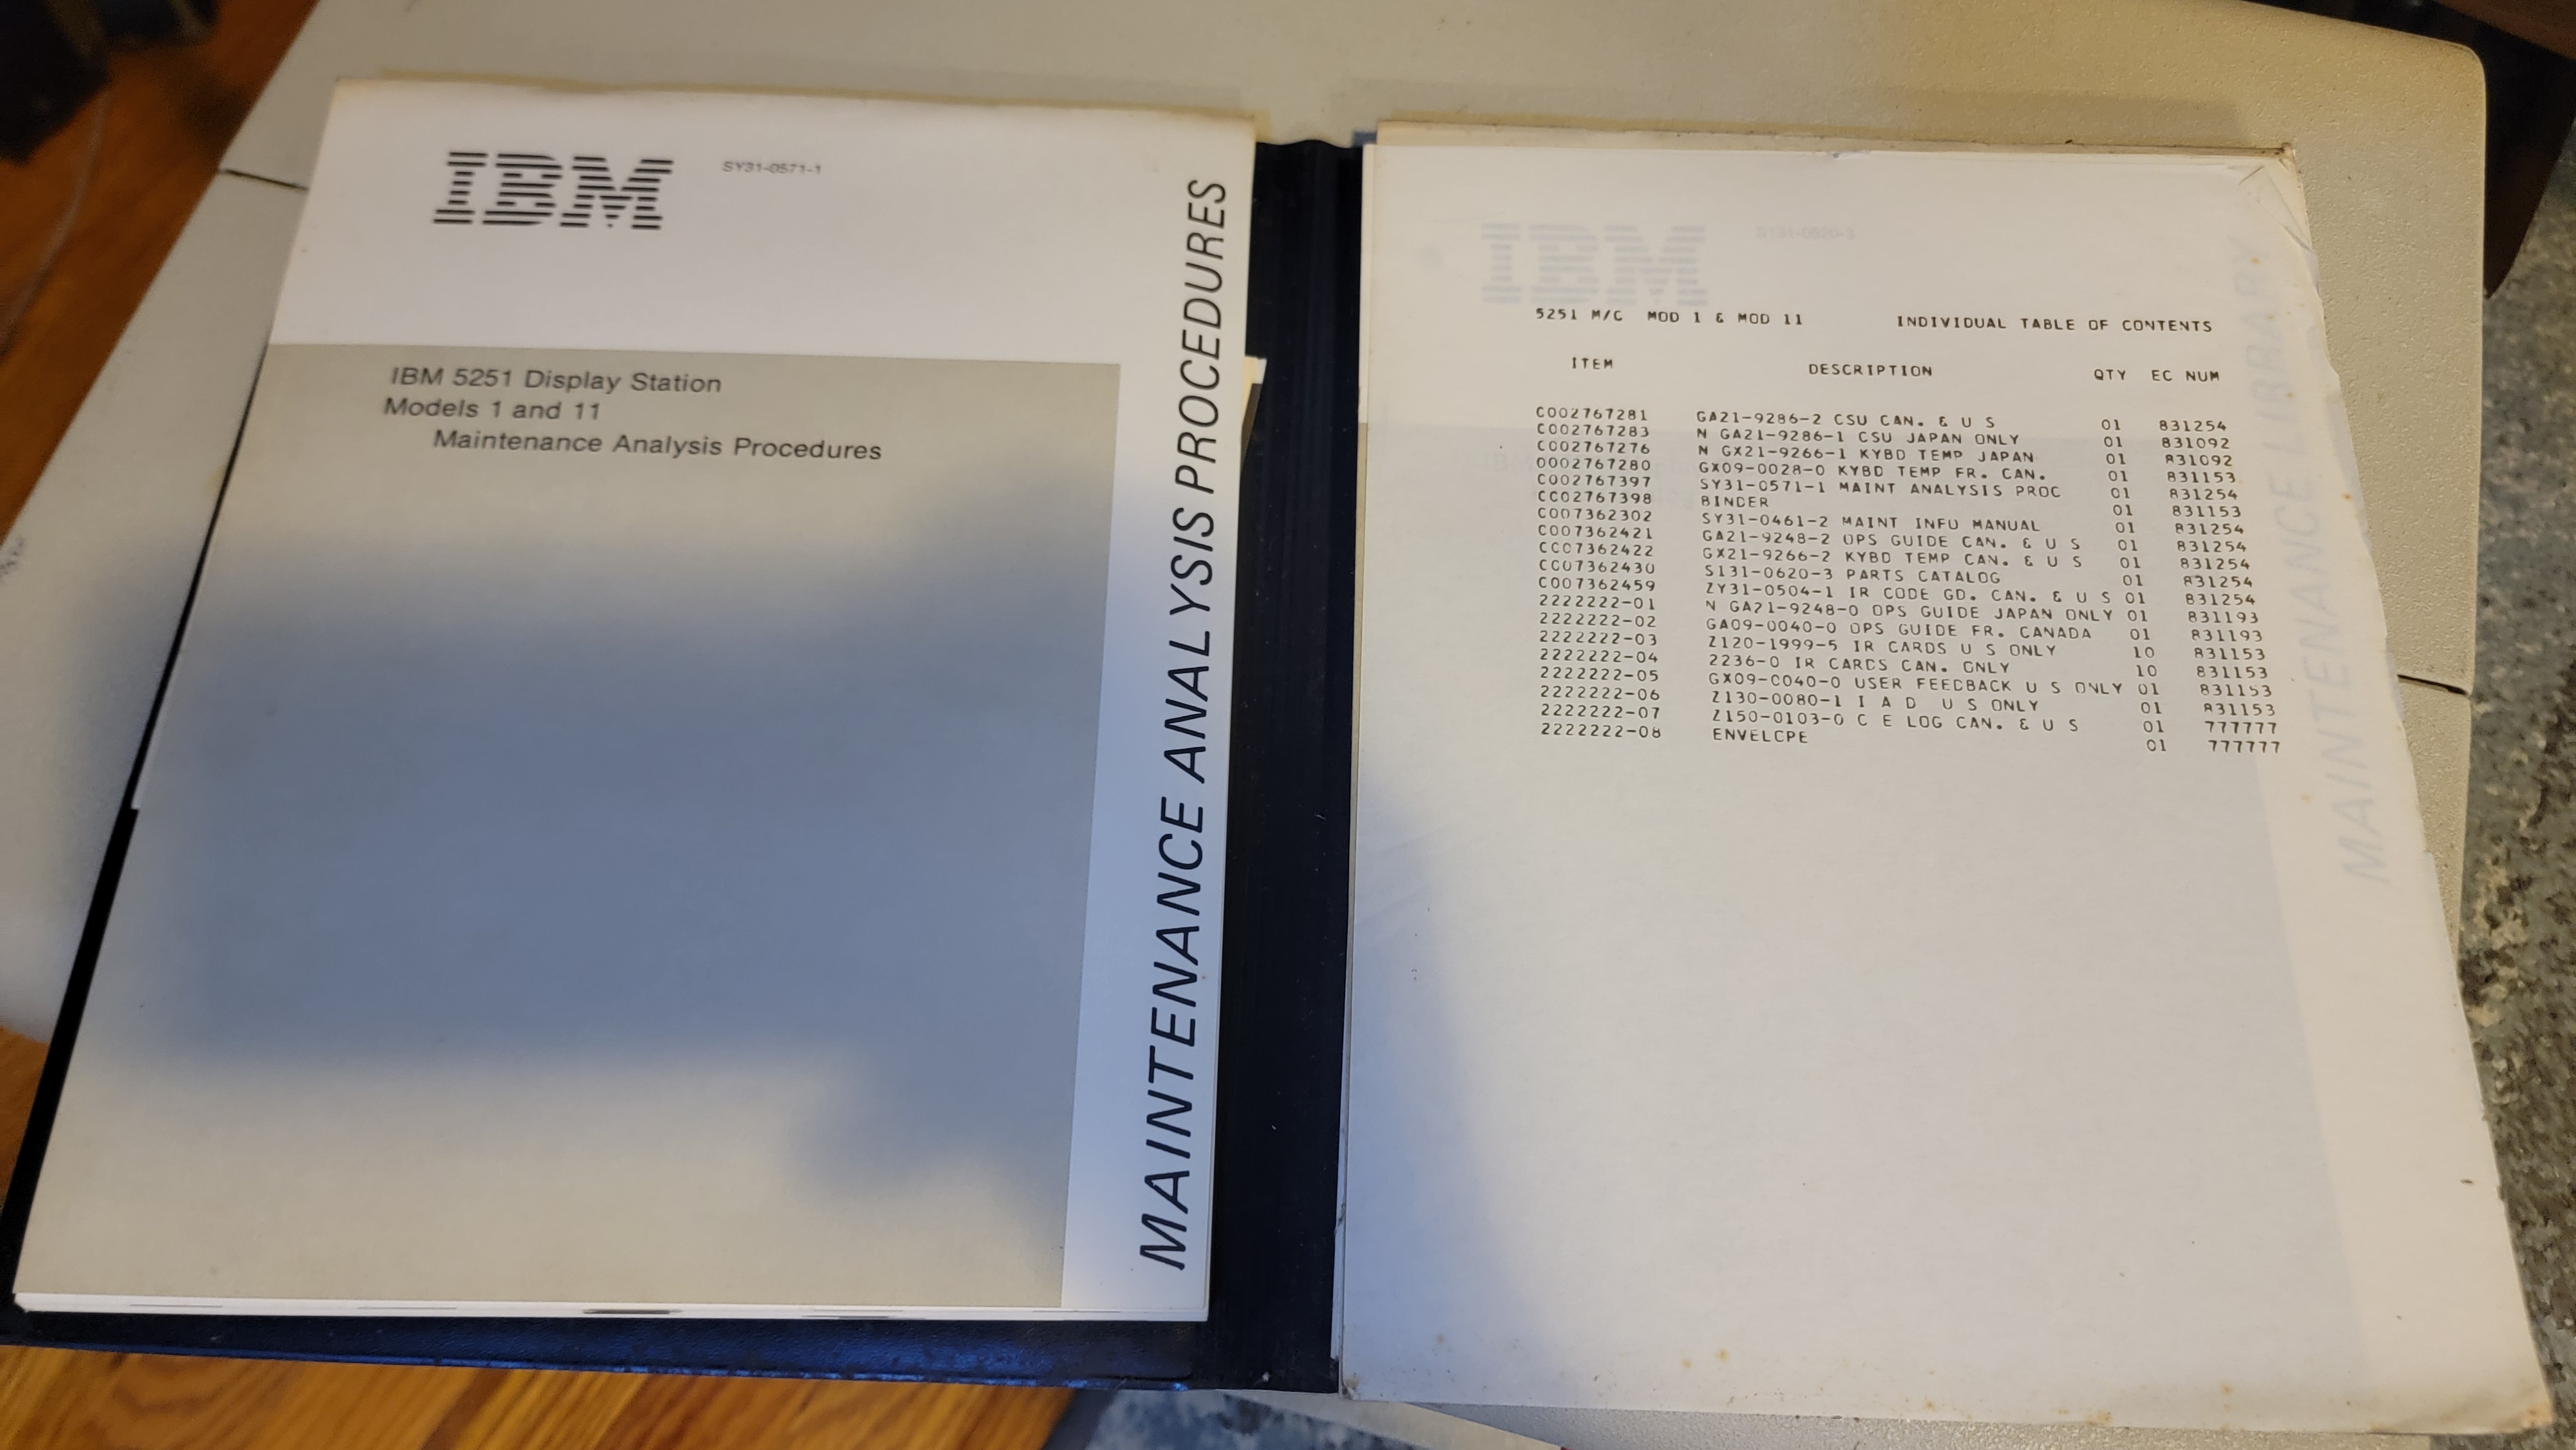 IBM
SY31-0571-1
IBM 5251 Display Station
Models 1 and 11
Maintenance Analysis Procedures
MAINTENANCE ANALYSIS PROCEDURES
IBM
S131-0620-3
5251 M/C MOD 1 & MOD 11 INDIVIDUAL TABLE OF CONTENTS
ITEM DESCRIPTION QTY EC NUM
C002767281 GA21-9286-2 CSU CAN. & U S 01 831254
C002767283 N GA21-9286-1 CSU JAPAN ONLY 01 831092
C002767276 N GX21-9266-1 KYBD TEMP JAPAN 01 831092
0002767280 GX09-0028-0 KYBD TEMP FR. CAN. 01 831153
C002767397 SY31-0571-1 MAINT ANALYSIS PROC 01 831254
CC02767398 BINDER 01 831153
C007362302 SY31-0461-2 MAINT INFO MANUAL 01 831254
C007362421 GA21-9248-2 OPS GUIDE CAN. & U S 01 831254
CC07362422 GX21-9266-2 KYBD TEMP CAN. & U S 01 831254
CC07362430 S131-0620-3 PARTS CATALOG 01 831254
C007362459 ZY31-0504-1 IR CODE GD. CAN. & U S 01 831254
2222222-01 N GA21-9248-0 OPS GUIDE JAPAN ONLY 01 831193
2222222-02 GA09-0040-0 OPS GUIDE FR. CANADA 01 831193
2222222-03 Z120-1999-5 IR CARDS U S ONLY 10 831153
2222222-04 2236-0 IR CARCS CAN. ONLY 10 831153
2222222-05 GX09-C040-0 USER FEEDBACK U S ONLY 01 831153
2222222-06 Z130-0080-1 I A D U S ONLY 01 831153
2222222-07 Z150-0103-0 C E LOG CAN. & U S 01 777777
2222222-08 ENVELCPE 01 777777
MAINTENANCE LIBRARY